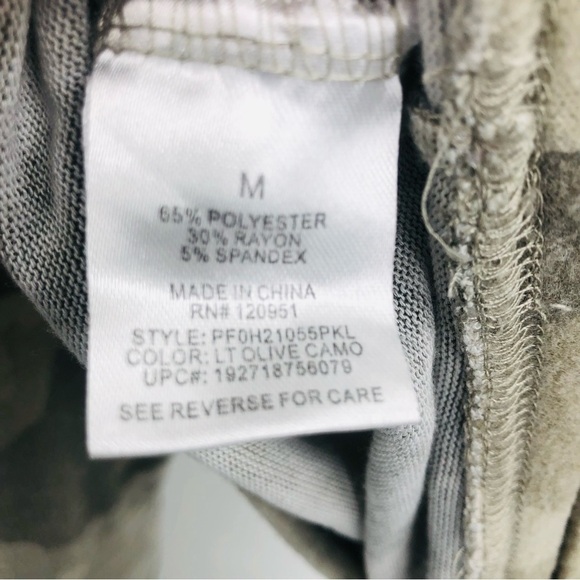 M
65% POLYESTER
30% RAYON
5% SPANDEX
MADE IN CHINA
RN# 120951
STYLE: PF0H21055PKL
COLOR: LT OLIVE CAMO
UPC#: 192718756079
SEE REVERSE FOR CARE